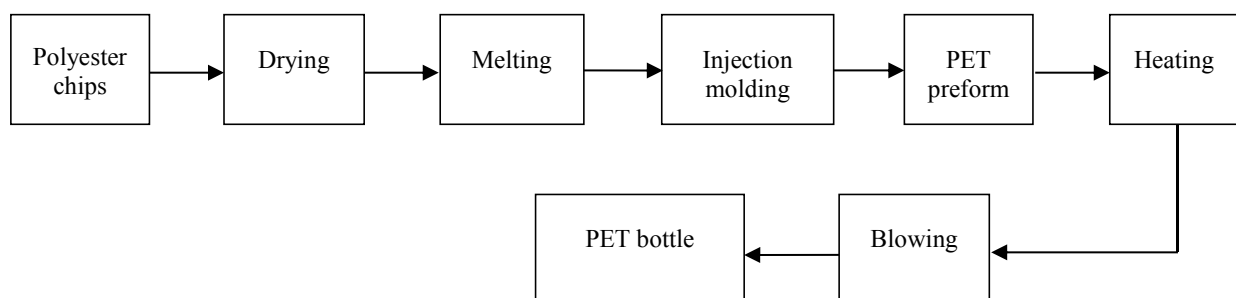 Polyester
chips
Drying
Melting
Injection
molding
PET
preform
Heating
PET bottle
Blowing